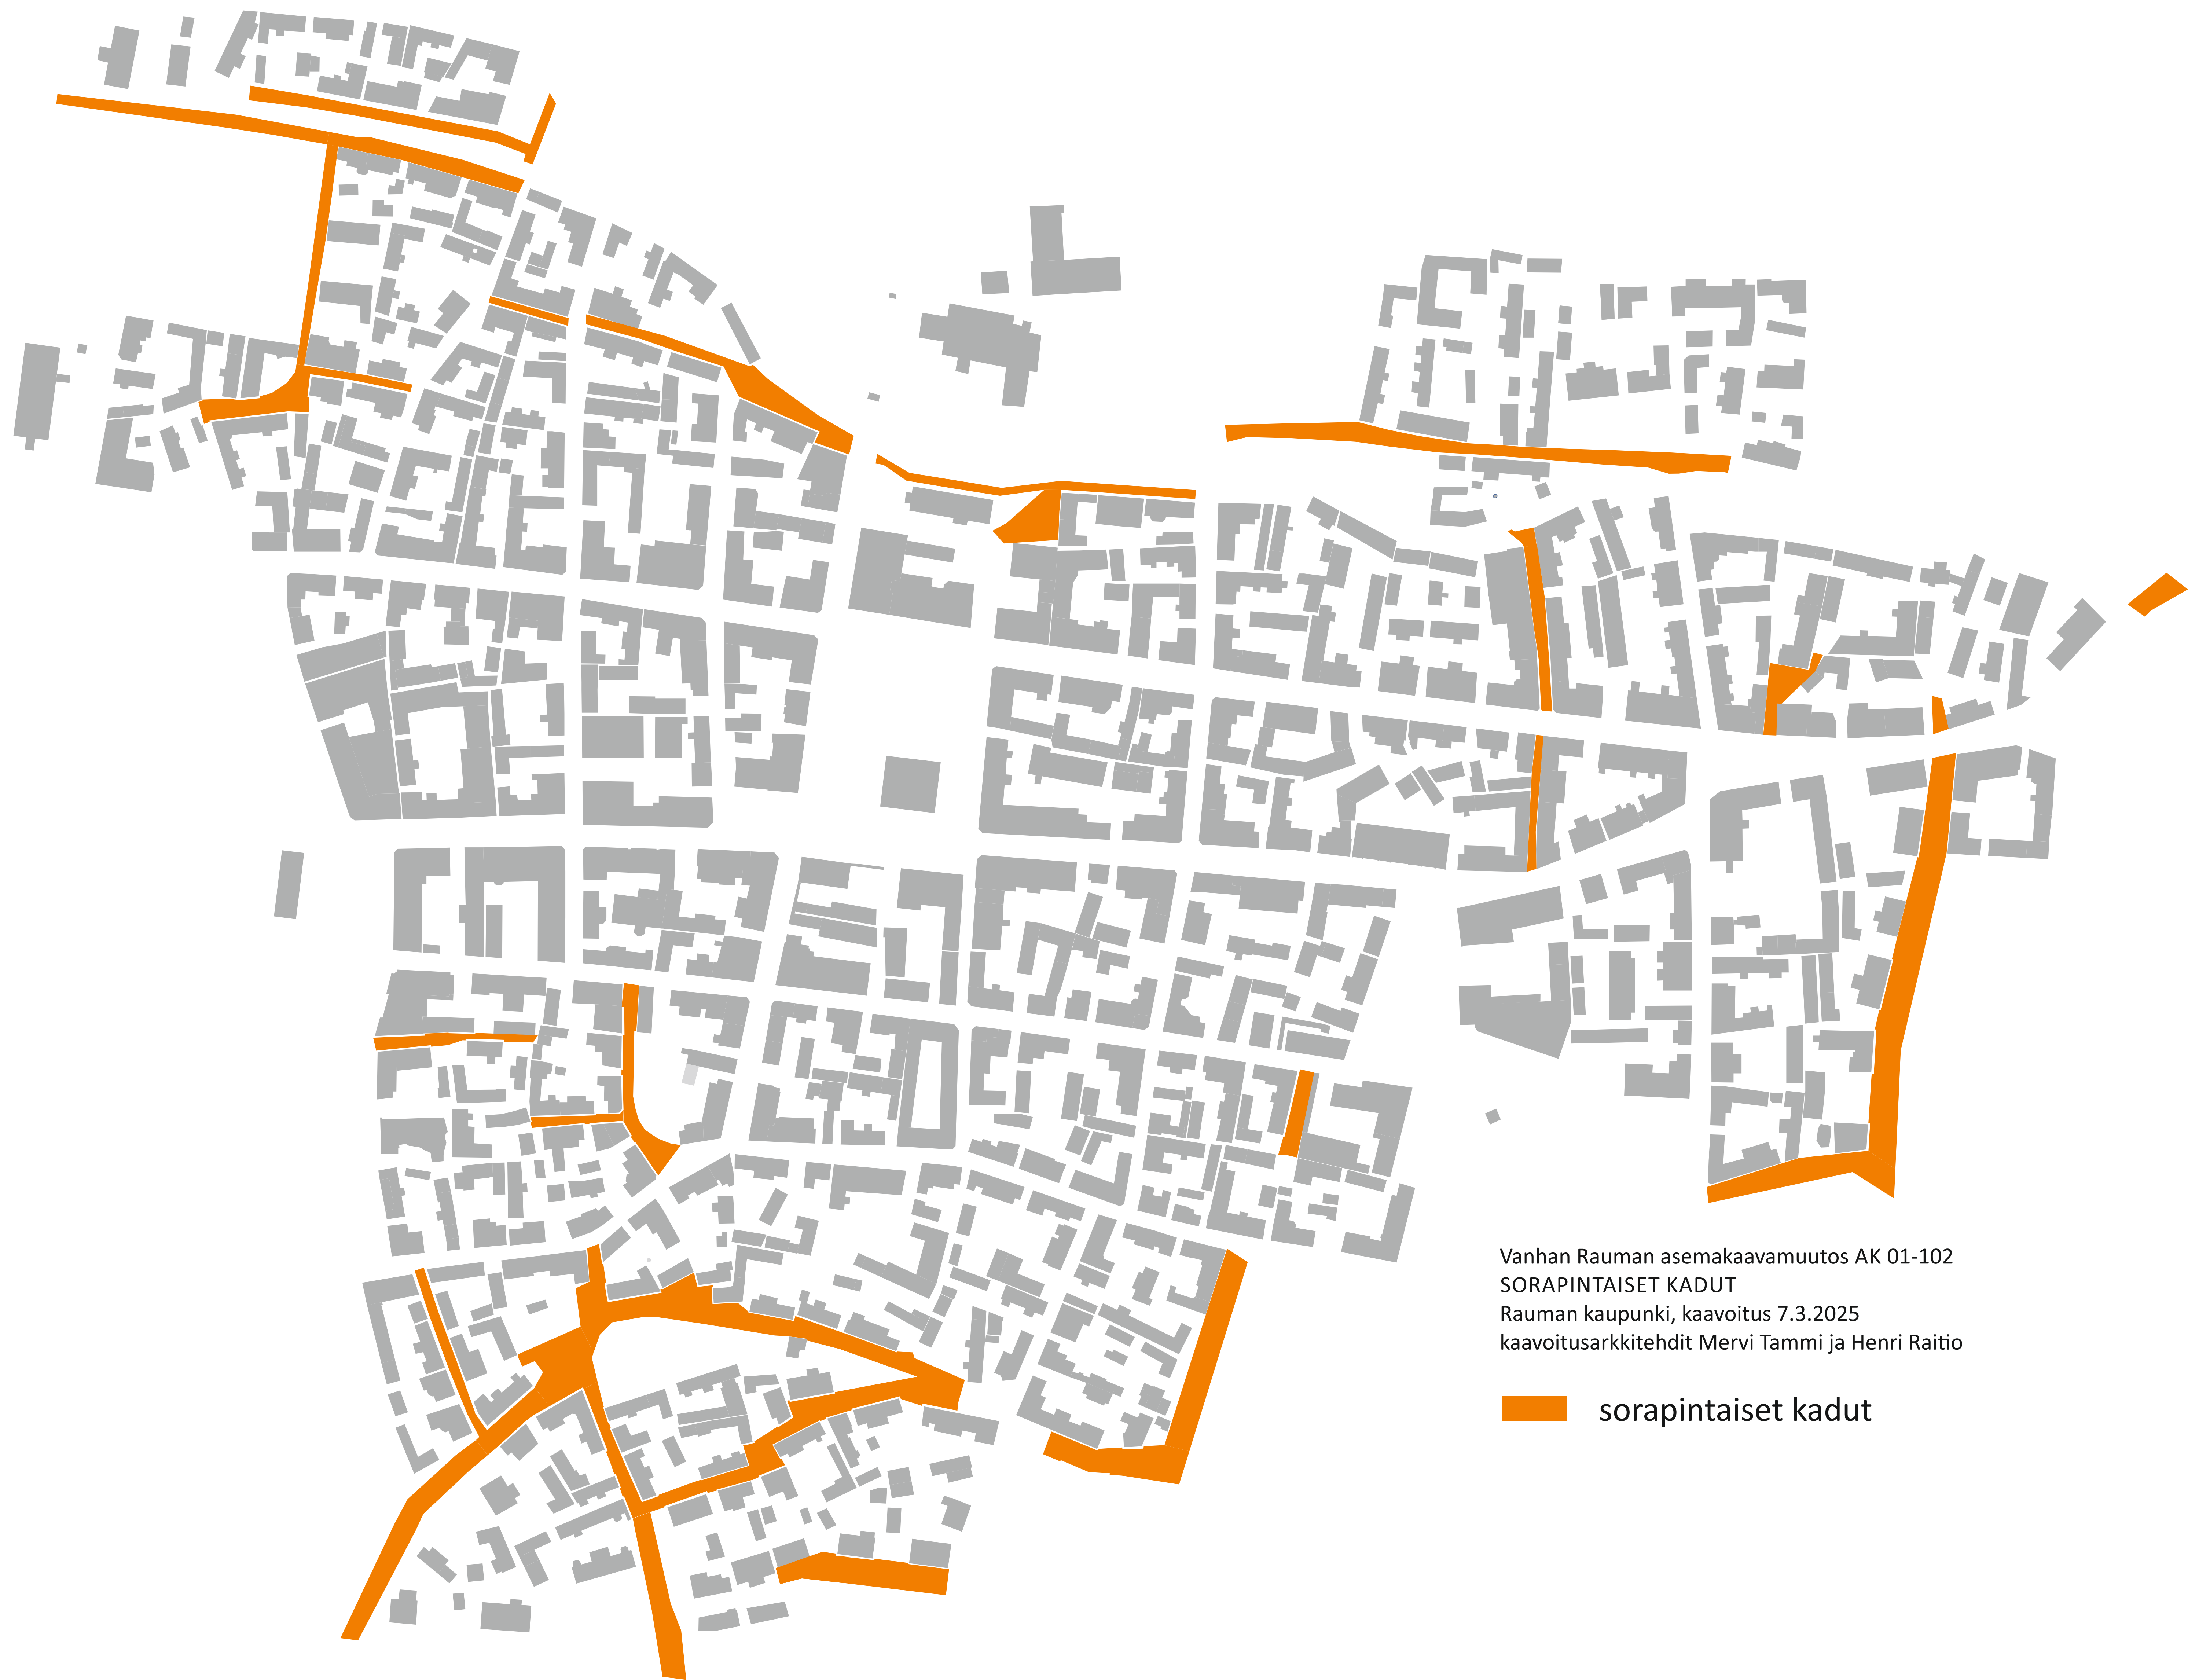 Vanhan Rauman asemakaavamuutos AK 01-102
SORAPINTAISET KADUT
Rauman kaupunki, kaavoitus 7.3.2025
kaavoitusarkkitehdit Mervi Tammi ja Henri Raitio
sorapintaiset kadut